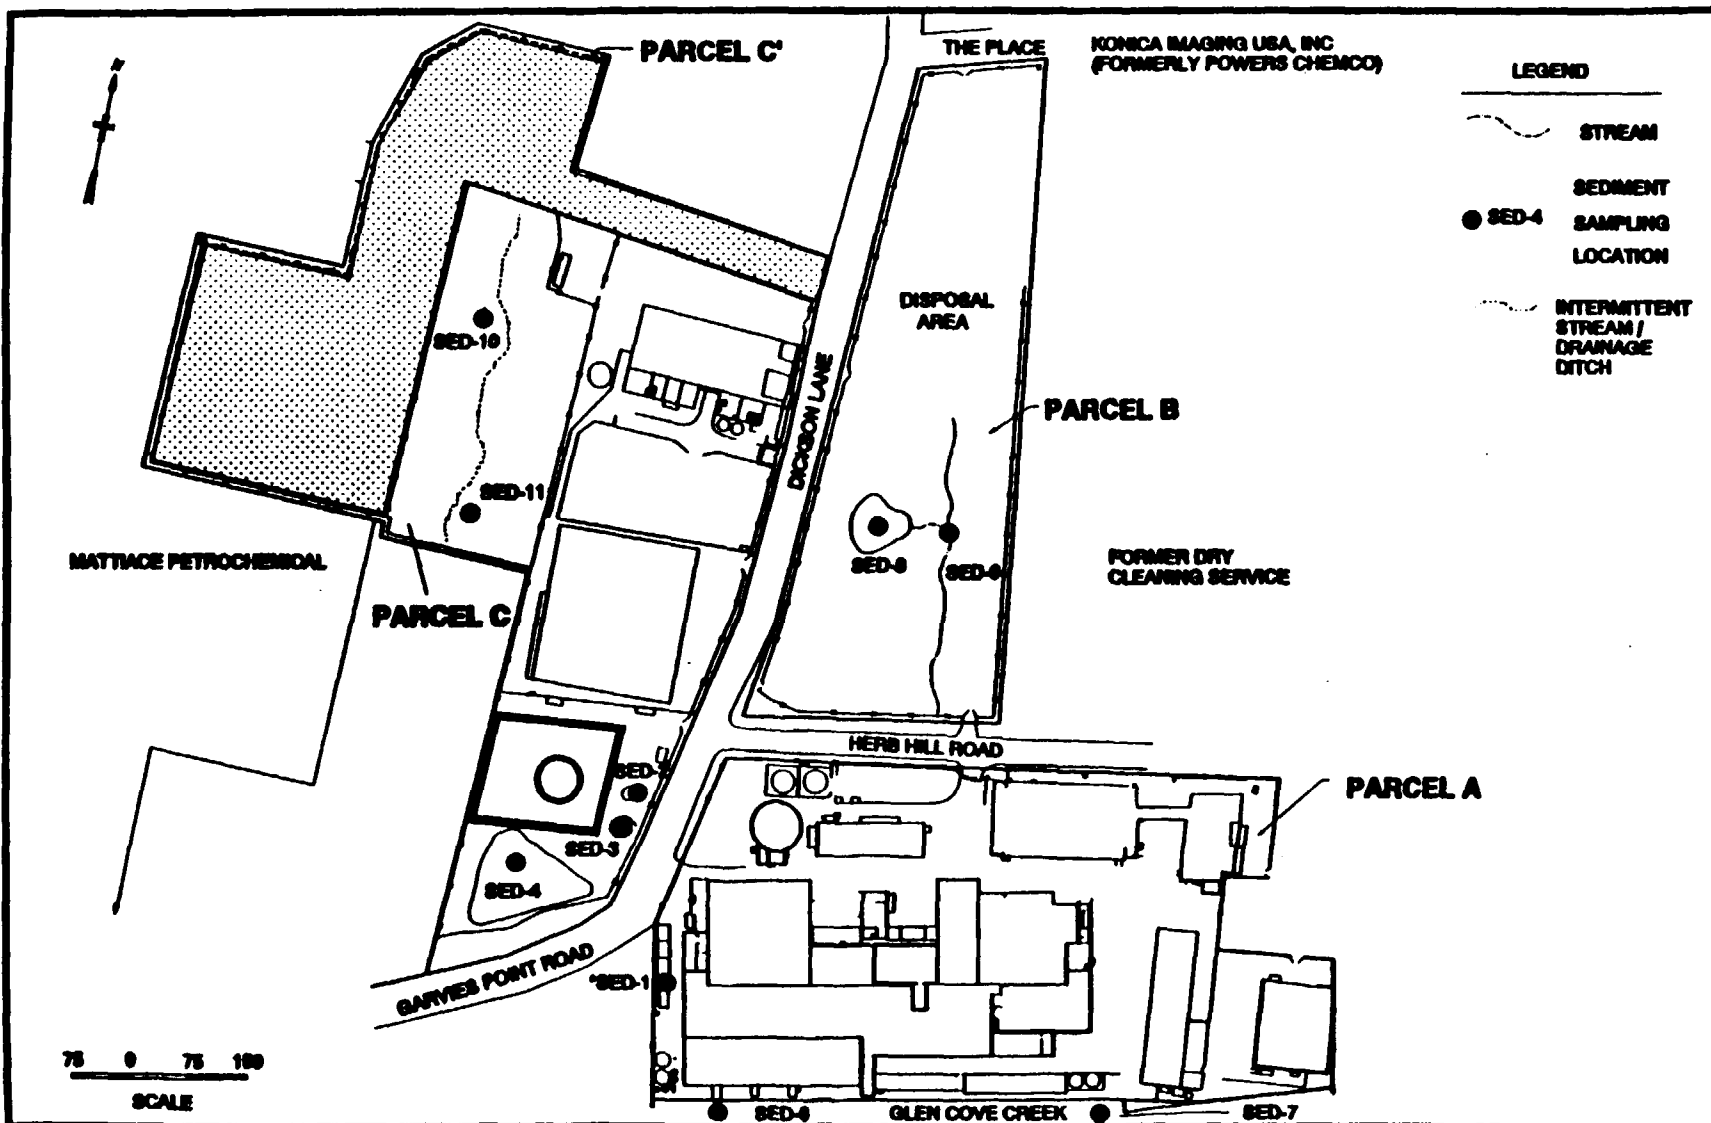 N
PARCEL C'
THE PLACE
KONICA IMAGING USA, INC
(FORMERLY POWERS CHEMCO)
LEGEND
STREAM
SEDIMENT
SED-4 SAMPLING
LOCATION
INTERMITTENT
STREAM /
DRAINAGE
DITCH
DISPOSAL
AREA
SED-10
DICKSON LANE
PARCEL B
SED-11
MATTIACE PETROCHEMICAL
SED-8
SED-9
FORMER DRY
CLEANING SERVICE
PARCEL C
HERB HILL ROAD
SED-2
PARCEL A
SED-3
SED-4
GARVIES POINT ROAD
*SED-1
75 0 75
SCALE
SED-6
GLEN COVE CREEK
SED-7